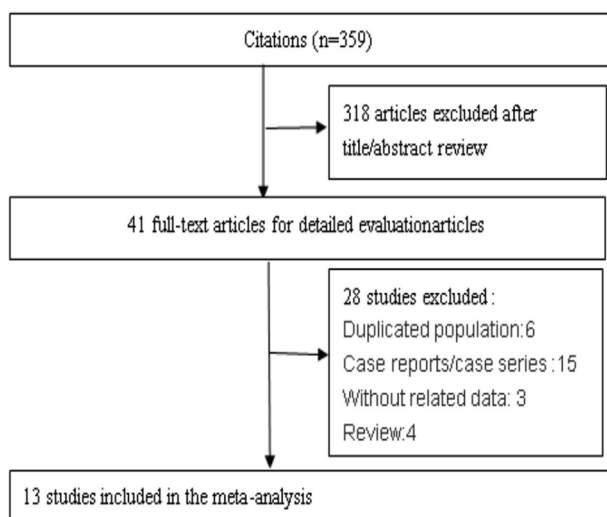 Citations (n=359)
318 articles excluded after
title/abstract review
41 full-text articles for detailed evaluationarticles
28 studies excluded :
Duplicated population:6
Case reports/case series :15
Without related data: 3
Review:4
13 studies included in the meta-analysis